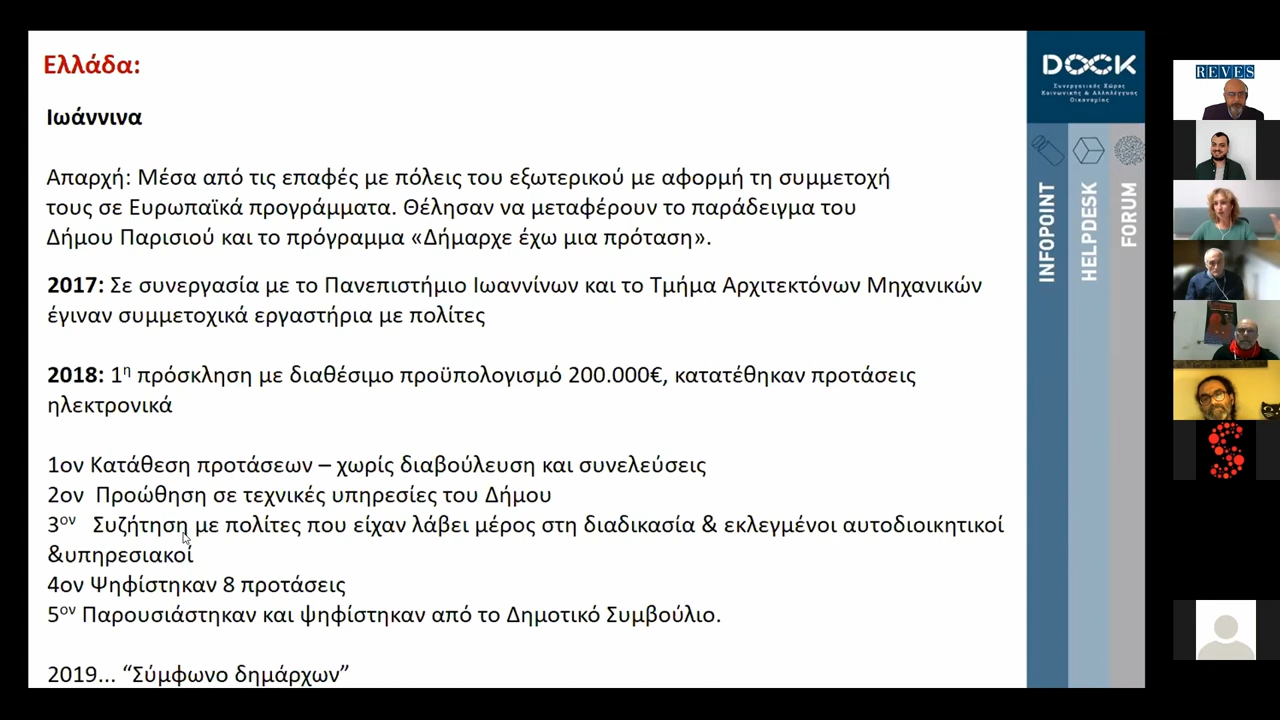 Ελλάδα:
Ιωάννινα
Απαρχή: Μέσα από τις επαφές με πόλεις του εξωτερικού με αφορμή τη συμμετοχή
τους σε Ευρωπαϊκά προγράμματα. Θέλησαν να μεταφέρουν το παράδειγμα του
Δήμου Παρισιού και το πρόγραμμα «Δήμαρχε έχω μια πρόταση».
2017: Σε συνεργασία με το Πανεπιστήμιο Ιωαννίνων και το Τμήμα Αρχιτεκτόνων Μηχανικών
έγιναν συμμετοχικά εργαστήρια με πολίτες
2018: 1η πρόσκληση με διαθέσιμο προϋπολογισμό 200.000€, κατατέθηκαν προτάσεις
ηλεκτρονικά
1ον Κατάθεση προτάσεων – χωρίς διαβούλευση και συνελεύσεις
2ον Προώθηση σε τεχνικές υπηρεσίες του Δήμου
3ον Συζήτηση με πολίτες που είχαν λάβει μέρος στη διαδικασία & εκλεγμένοι αυτοδιοικητικοί
&υπηρεσιακοί
4ον Ψηφίστηκαν 8 προτάσεις
5ον Παρουσιάστηκαν και ψηφίστηκαν από το Δημοτικό Συμβούλιο.
2019... “Σύμφωνο δημάρχων”
DOCK
Συνεργατικός Χώρος
Κοινωνικής & Αλληλέγγυας
Οικονομίας
INFOPOINT
HELPDESK
FORUM
REVES